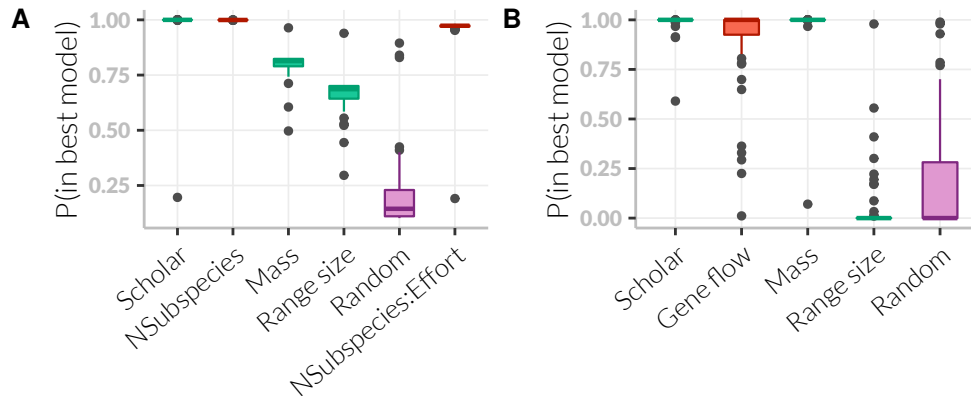 A
P(in best model)
1.00
0.75
0.50
0.25
Scholar
NSubspecies
Mass
Range size
Random
NSubspecies:Effort
B
P(in best model)
1.00
0.75
0.50
0.25
0.00
Scholar
Gene flow
Mass
Range size
Random